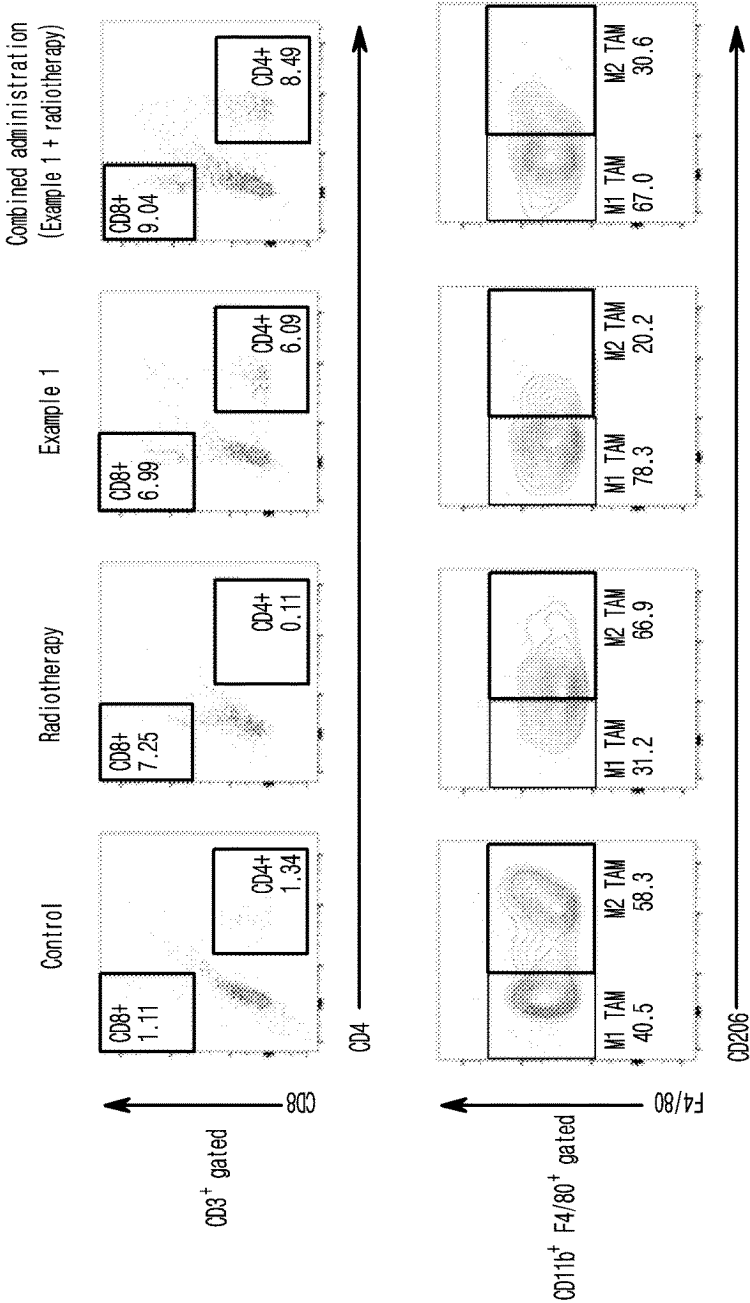 Control
Radiotherapy
Example 1
Combined administration
(Example 1 + radiotherapy)
CD3+ gated
CD8
CD8+
1.11
CD4+
1.34
CD8+
7.25
CD4+
0.11
CD8+
6.99
CD4+
6.09
CD8+
9.04
CD4+
8.49
CD4
CD11b+ F4/80+ gated
F4/80
M1 TAM
40.5
M2 TAM
58.3
M1 TAM
31.2
M2 TAM
66.9
M1 TAM
78.3
M2 TAM
20.2
M1 TAM
67.0
M2 TAM
30.6
CD206